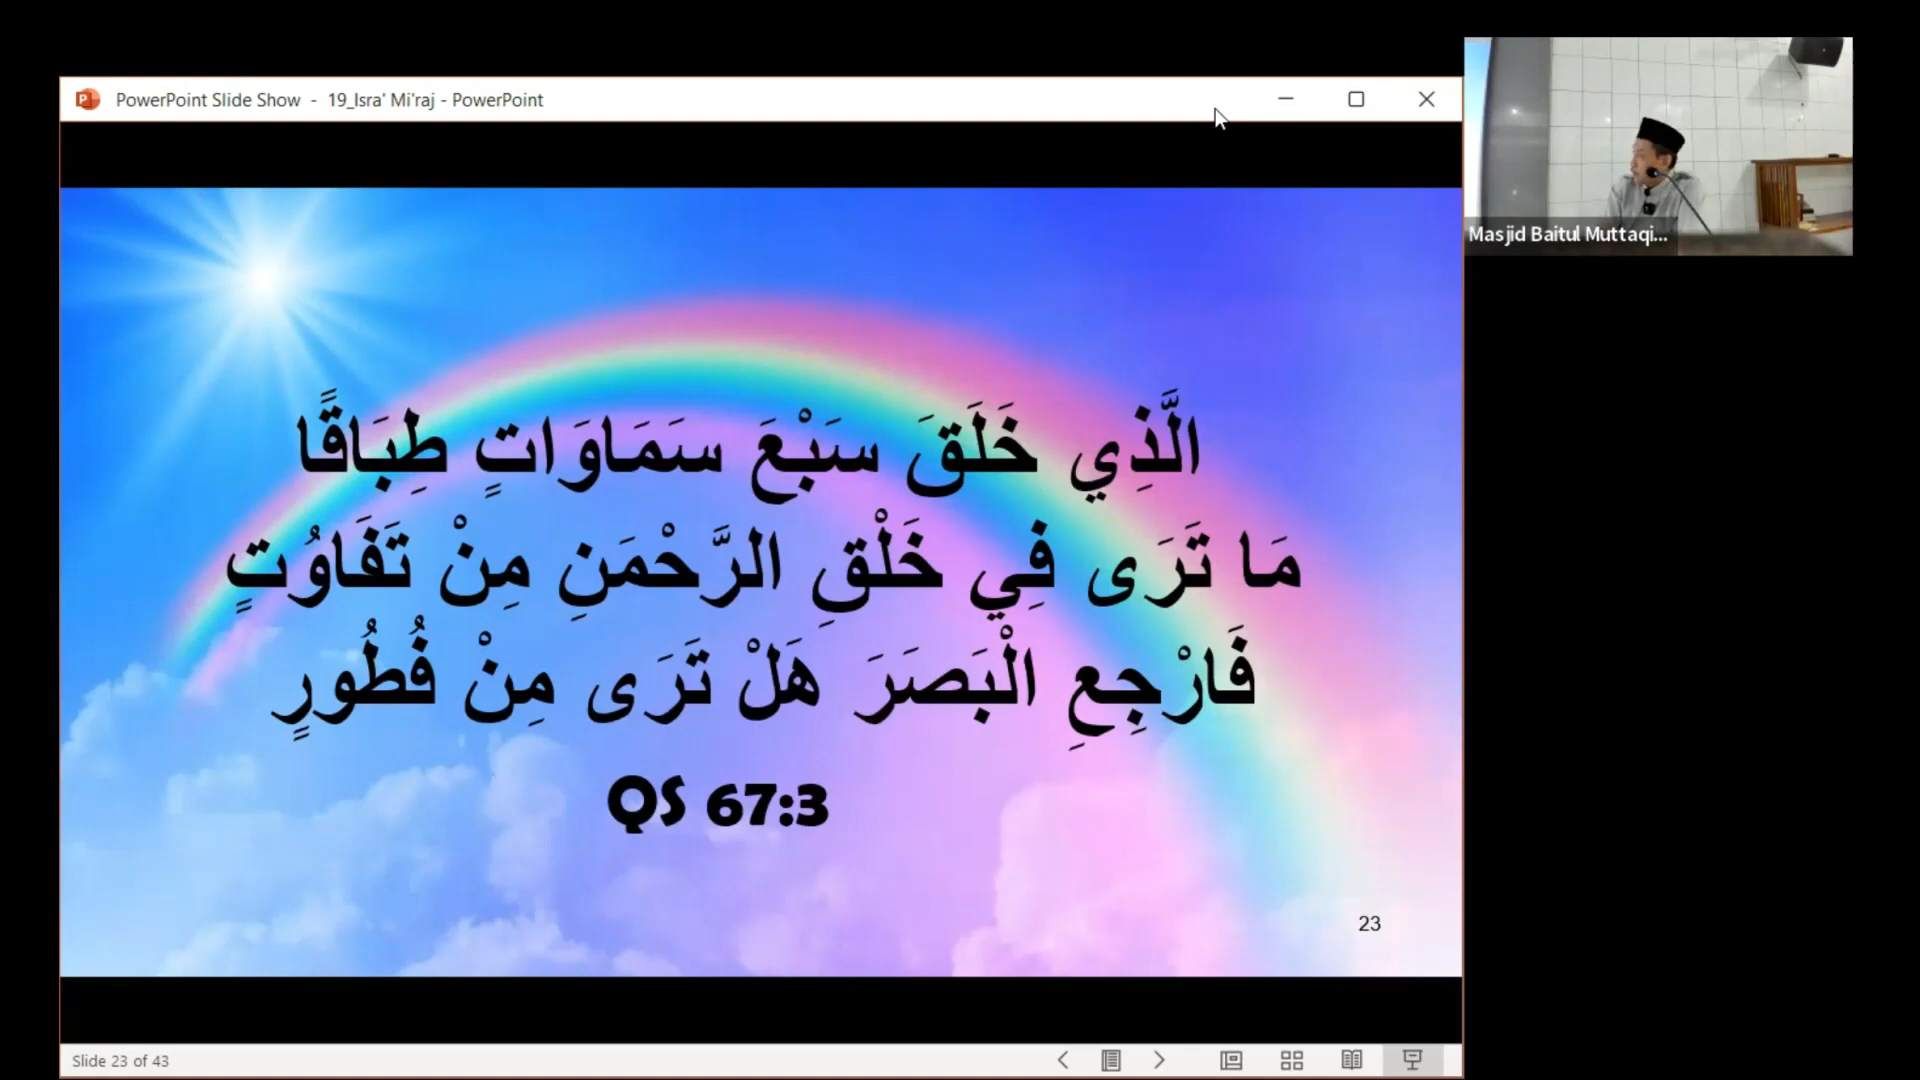 PowerPoint Slide Show - 19_Isra' Mi'raj - PowerPoint
Masjid Baitul Muttaqi...
الَّذِي خَلَقَ سَبْعَ سَمَاوَاتٍ طِبَاقًا
مَا تَرَى فِي خَلْقِ الرَّحْمَنِ مِنْ تَفَاوُتٍ
فَارْجِعِ الْبَصَرَ هَلْ تَرَى مِنْ فُطُورٍ
QS 67:3
23
Slide 23 of 43